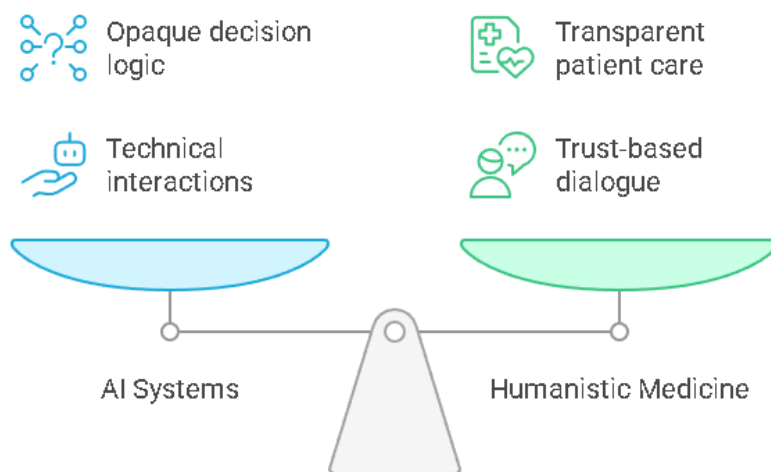 Opaque decision
logic
Transparent
patient care
Technical
interactions
Trust-based
dialogue
AI Systems
Humanistic Medicine